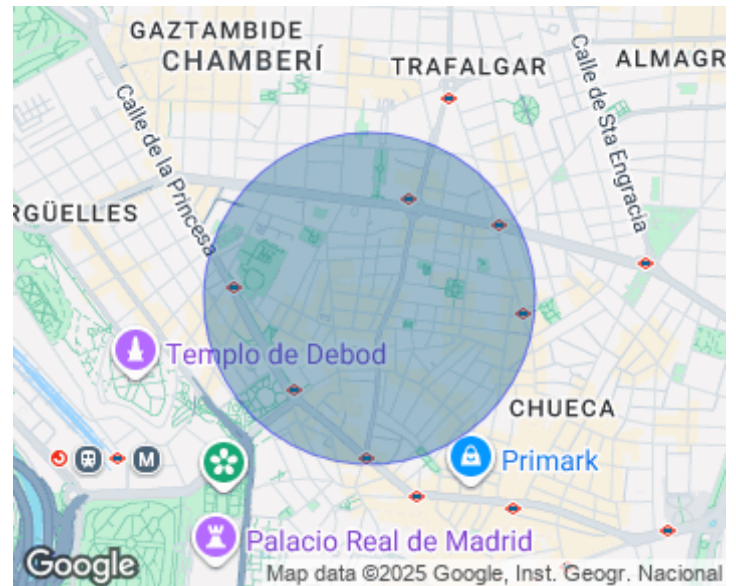 GAZTAMBIDE
CHAMBERÍ
TRAFALGAR
ALMAGR
Calle de la Princesa
Calle de Sta Engracia
RGÜELLES
Templo de Debod
CHUECA
M
Primark
Palacio Real de Madrid
Google
Map data ©2025 Google, Inst. Geogr. Nacional